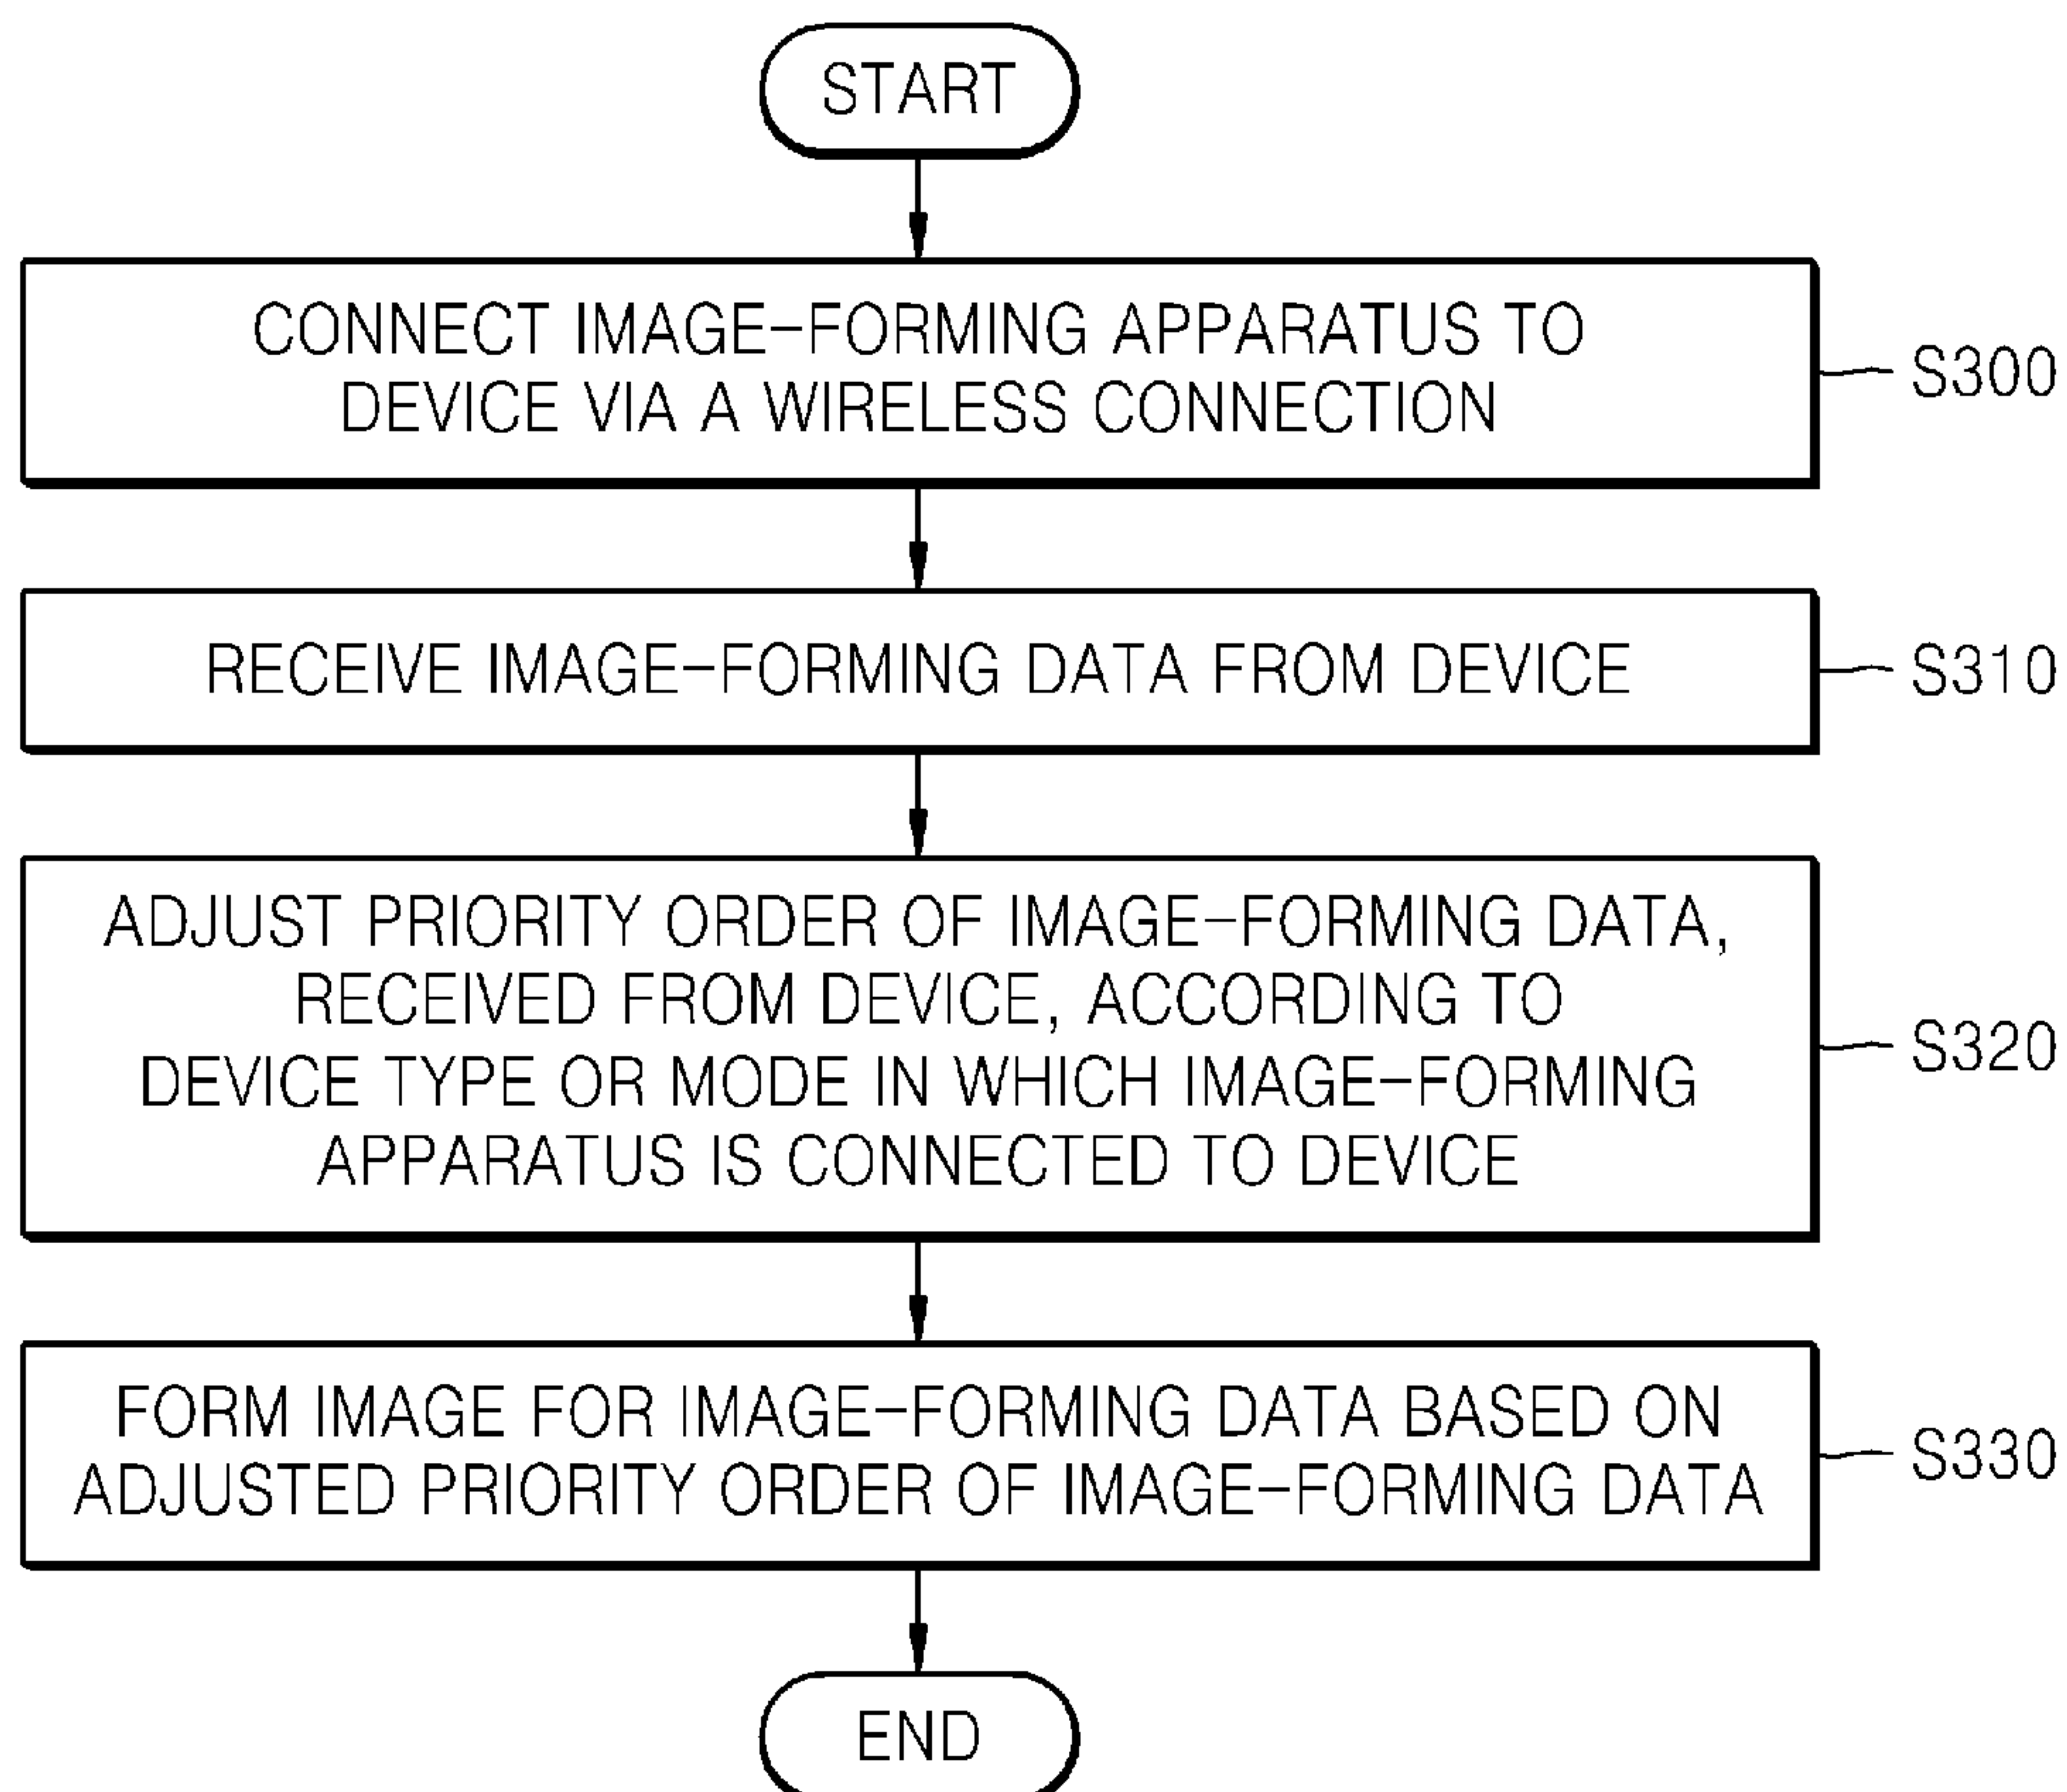 START
CONNECT IMAGE-FORMING APPARATUS TO
DEVICE VIA A WIRELESS CONNECTION
S300
RECEIVE IMAGE-FORMING DATA FROM DEVICE
S310
ADJUST PRIORITY ORDER OF IMAGE-FORMING DATA,
RECEIVED FROM DEVICE, ACCORDING TO
DEVICE TYPE OR MODE IN WHICH IMAGE-FORMING
APPARATUS IS CONNECTED TO DEVICE
S320
FORM IMAGE FOR IMAGE-FORMING DATA BASED ON
ADJUSTED PRIORITY ORDER OF IMAGE-FORMING DATA
S330
END